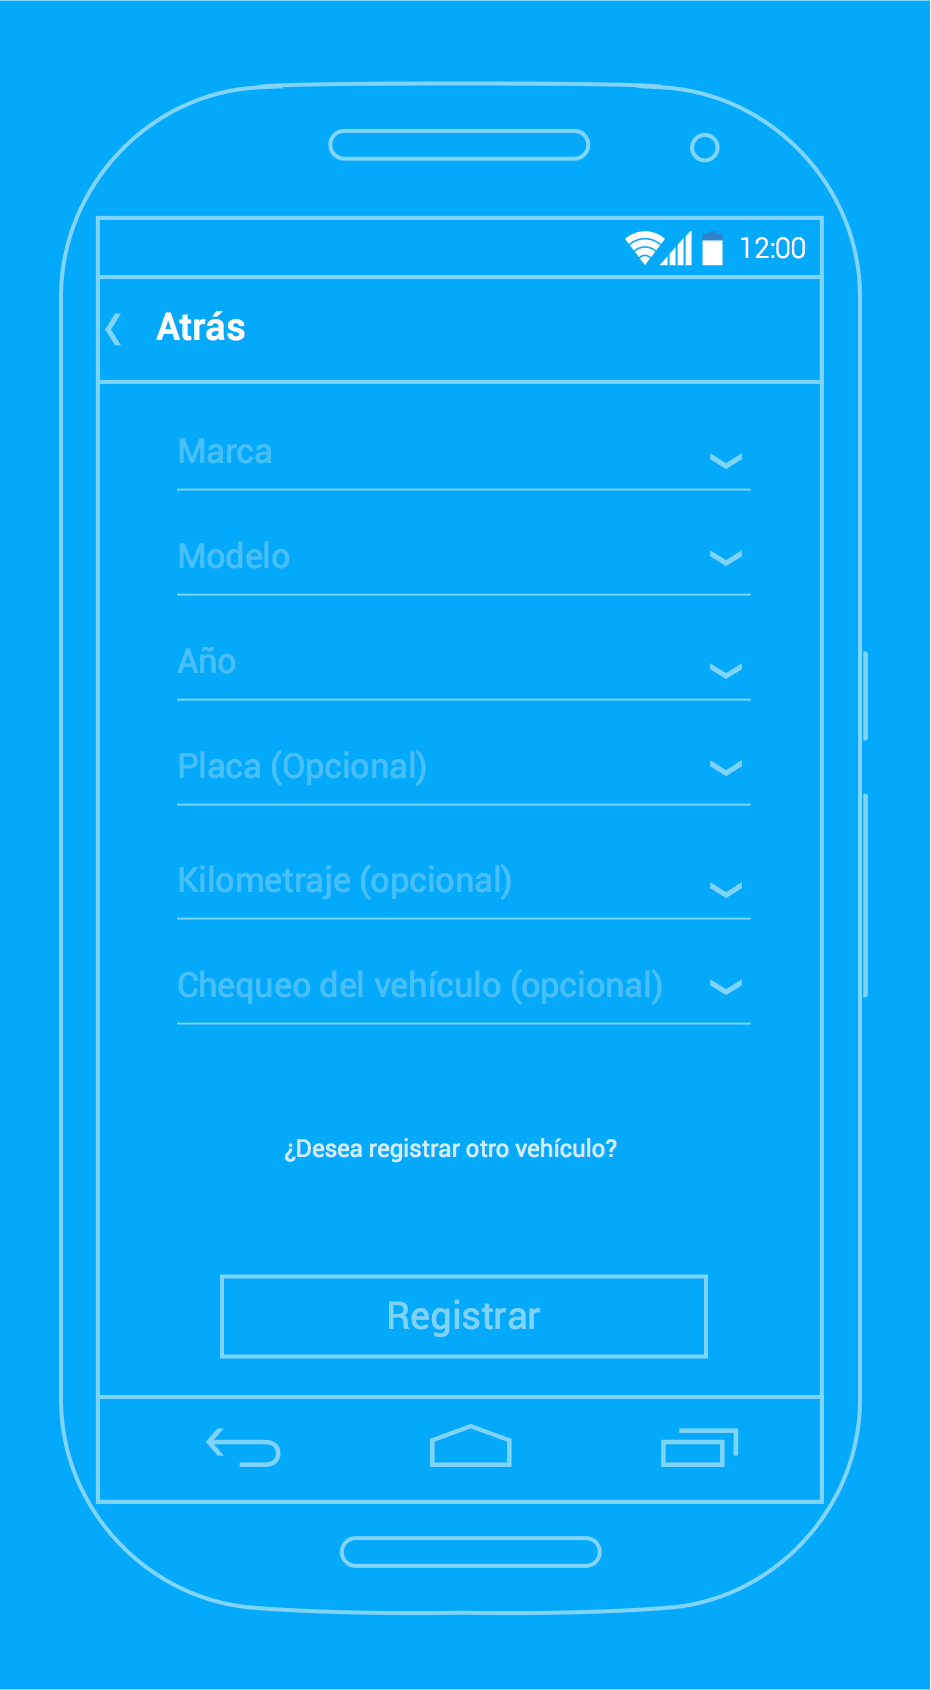 12:00
Atrás
Marca
Modelo
Año
Placa (Opcional)
Kilometraje (opcional)
Chequeo del vehículo (opcional)
¿Desea registrar otro vehículo?
Registrar